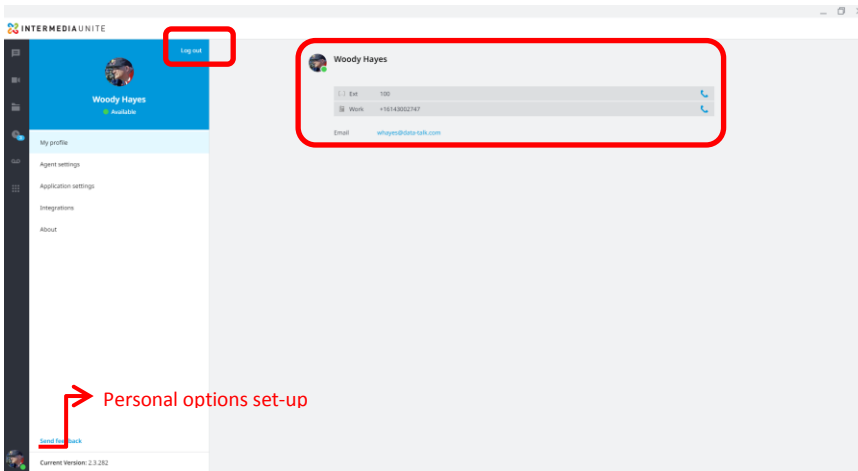 INTERMEDIA UNITE
Log out
Woody Hayes
Available
My profile
Agent settings
Application settings
Integrations
About
Personal options set-up
Send feedback
Current Version: 2.3.282
Woody Hayes
Ext 100
Work +16143002747
Email whayes@data-talk.com